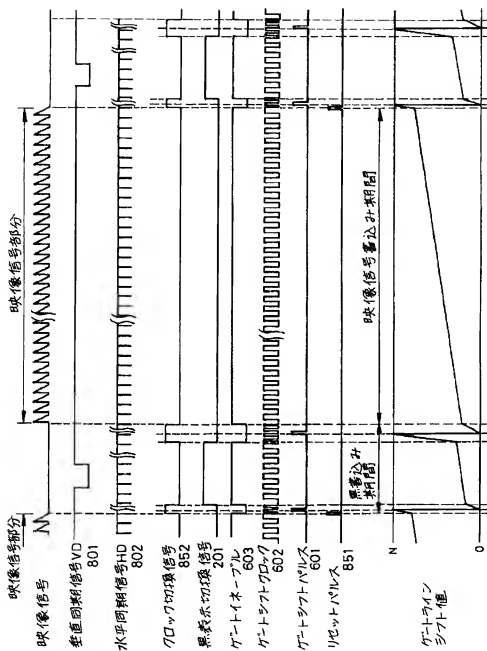 映像信号部分
映像信号部分
映像信号
垂直同期信号VD
801
水平同期信号HD
802
クロック切換信号
852
黒表示切換信号
201
ゲートイネーブル
603
ゲートシフトクロック
602
ゲートシフトパルス
601
リセットパルス
851
黒書込み
期間
映像信号書込み期間
N
0
ゲートライン
シフト値